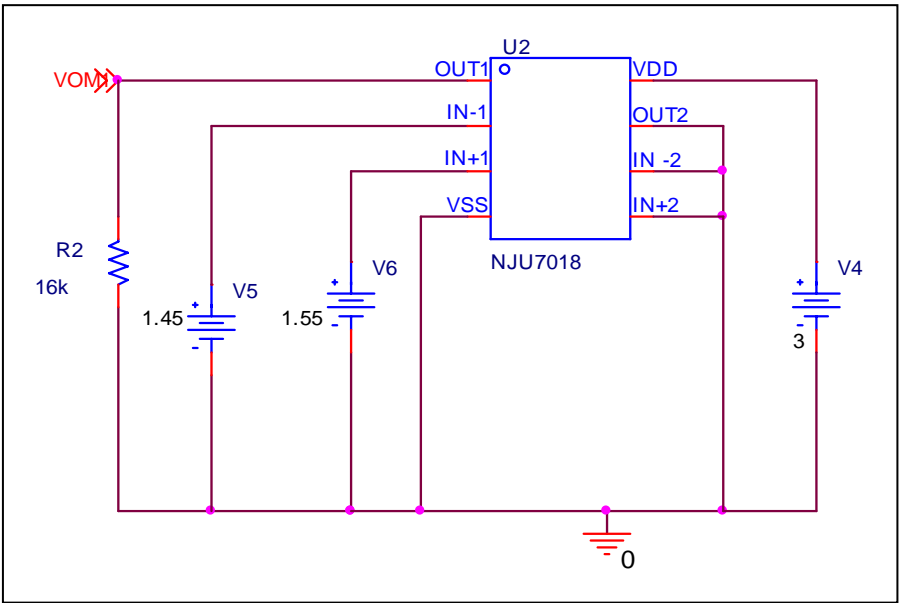 U2
VOM1
OUT1
IN-1
IN+1
VSS
VDD
OUT2
IN -2
IN+2
NJU7018
R2
16k
V5
1.45
+
-
V6
1.55
+
-
V4
3
+
-
0